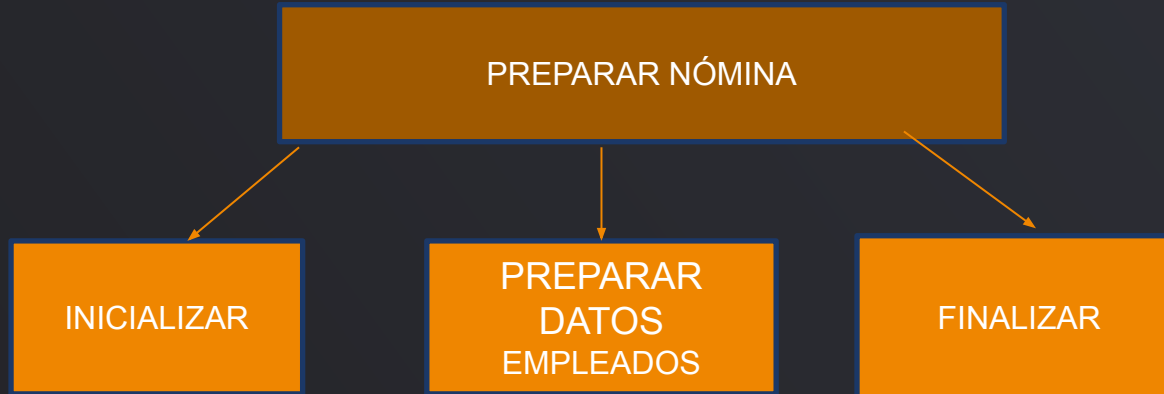 PREPARAR NÓMINA
INICIALIZAR
PREPARAR
DATOS
EMPLEADOS
FINALIZAR